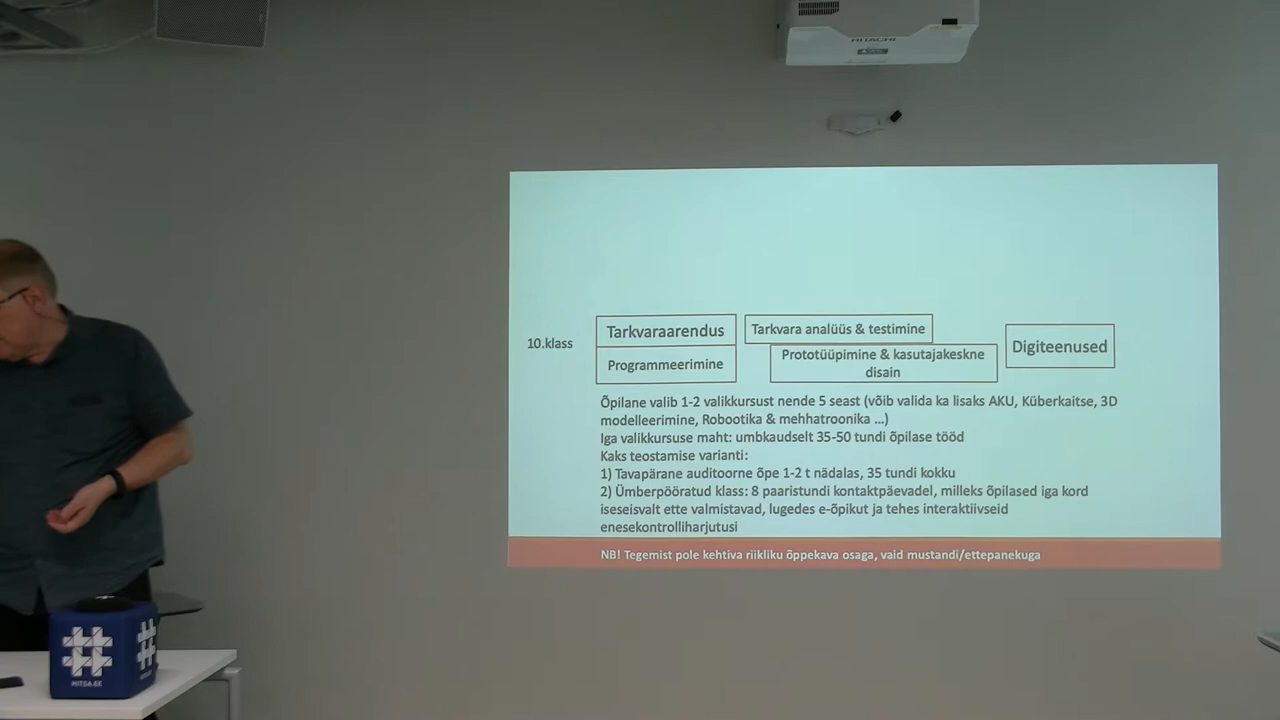 HITACHI
10.klass
Tarkvaraarendus
Programmeerimine
Tarkvara analüüs & testimine
Prototüüpimine & kasutajakeskne
disain
Digiteenused
Õpilane valib 1-2 valikkursust nende 5 seast (võib valida ka lisaks AKU, Küberkaitse, 3D
modelleerimine, Robootika & mehhatroonika ...)
Iga valikkursuse maht: umbkaudselt 35-50 tundi õpilase tööd
Kaks teostamise varianti:
1) Tavapärane auditoorne õpe 1-2 t nädalas, 35 tundi kokku
2) Ümberpööratud klass: 8 paaristundi kontaktpäevadel, milleks õpilased iga kord
iseseisvalt ette valmistavad, lugedes e-õpikut ja tehes interaktiivseid
enesekontrolliharjutusi
NB! Tegemist pole kehtiva riikliku õppekava osaga, vaid mustandi/ettepanekuga
#
HITSA.EE